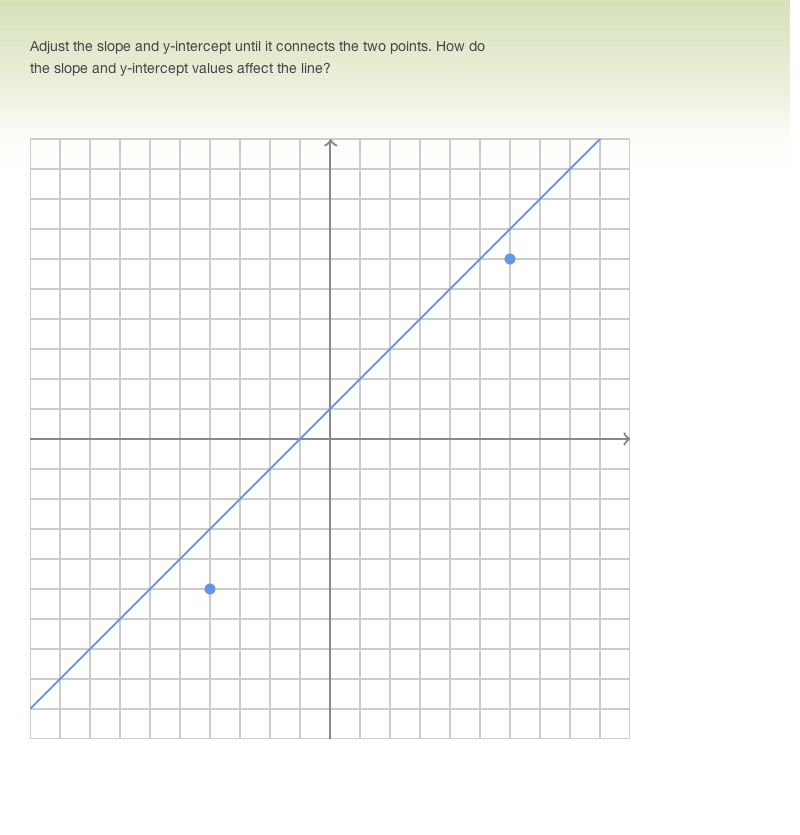 Adjust the slope and y-intercept until it connects the two points. How do
the slope and y-intercept values affect the line?